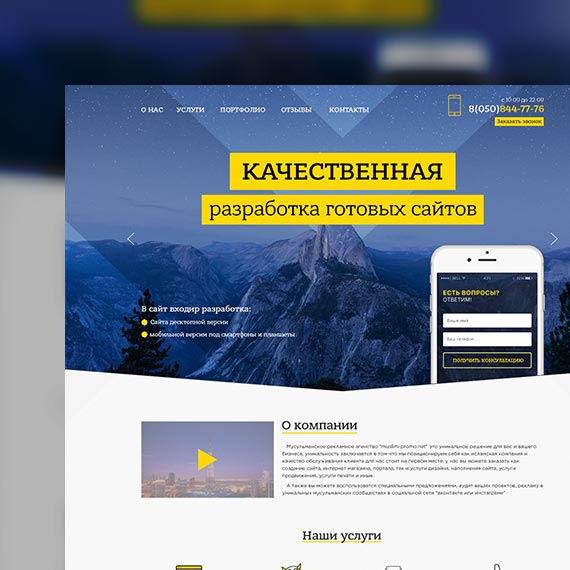 О НАС УСЛУГИ ПОРТФОЛИО ОТЗЫВЫ КОНТАКТЫ
с 10:00 до 22:00
8(050)844-77-76
Заказать звонок
КАЧЕСТВЕННАЯ
разработка готовых сайтов
В сайт входир разработка:
Сайта десктопной версии
мобильной версии под смартфоны и планшеты
BELL 4:21 22%
ЕСТЬ ВОПРОСЫ?
ОТВЕТИМ!
Ваше имя
Ваш телефон
ПОЛУЧИТЬ КОНСУЛЬТАЦИЮ
О компании
Мусульманское рекламное агенство "muslim-promo.net" это уникальное решение для вас и вашего
бизнеса, уникальность заключается в том-что мы позиционируем себя как исламская компания и
качество обслуживания клиента для нас стоит на первом месте, у нас вы можете заказать как
создание сайта, интернет магазина, портала, так и услуги дизайна, наполнения сайта, услуги
продвижения, услуги печати и иные.
А также вы можете воспользоватся специальными предложениями, аудит ваших проектов, рекламу в
уникальных мусульманских сообществах в социальной сети "вконтакте или инстаграме"
Наши услуги